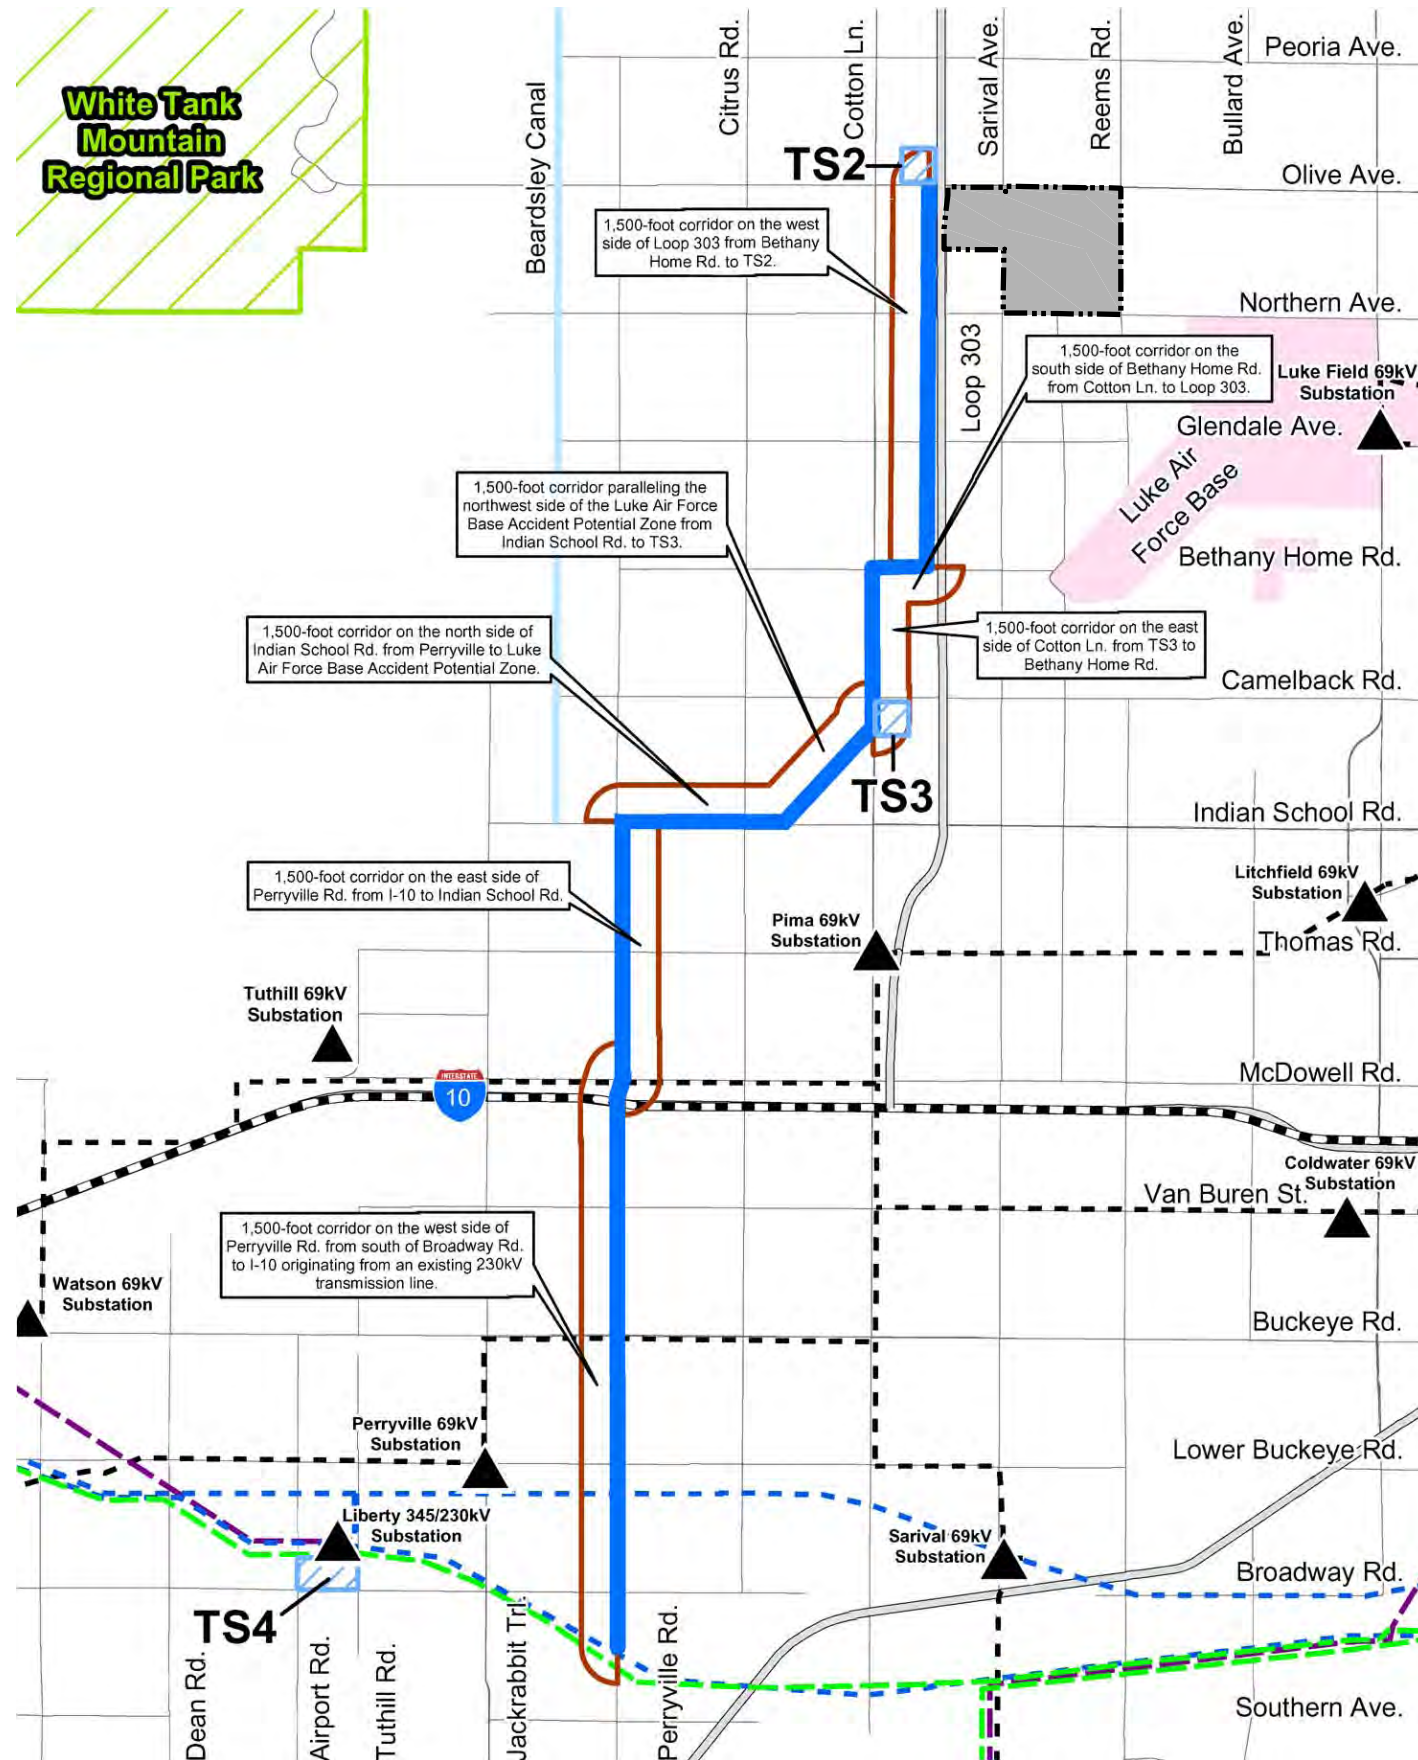 White Tank
Mountain
Regional Park
Beardsley Canal
Citrus Rd.
Cotton Ln.
Sarival Ave.
Reems Rd.
Bullard Ave.
Peoria Ave.
TS2
Olive Ave.
1,500-foot corridor on the west
side of Loop 303 from Bethany
Home Rd. to TS2.
Northern Ave.
Loop 303
1,500-foot corridor on the
south side of Bethany Home Rd.
from Cotton Ln. to Loop 303.
Luke Field 69kV
Substation
Glendale Ave.
Luke Air
Force Base
1,500-foot corridor paralleling the
northwest side of the Luke Air Force
Base Accident Potential Zone from
Indian School Rd. to TS3.
Bethany Home Rd.
1,500-foot corridor on the north side of
Indian School Rd. from Perryville to Luke
Air Force Base Accident Potential Zone.
1,500-foot corridor on the east
side of Cotton Ln. from TS3 to
Bethany Home Rd.
Camelback Rd.
TS3
Indian School Rd.
1,500-foot corridor on the east side of
Perryville Rd. from I-10 to Indian School Rd.
Litchfield 69kV
Substation
Pima 69kV
Substation
Thomas Rd.
Tuthill 69kV
Substation
McDowell Rd.
INTERSTATE
10
Coldwater 69kV
Substation
Van Buren St.
1,500-foot corridor on the west side of
Perryville Rd. from south of Broadway Rd.
to I-10 originating from an existing 230kV
transmission line.
Watson 69kV
Substation
Buckeye Rd.
Perryville 69kV
Substation
Lower Buckeye Rd.
Liberty 345/230kV
Substation
Sarival 69kV
Substation
Broadway Rd.
TS4
Dean Rd.
Airport Rd.
Tuthill Rd.
Jackrabbit Trl.
Perryville Rd.
Southern Ave.